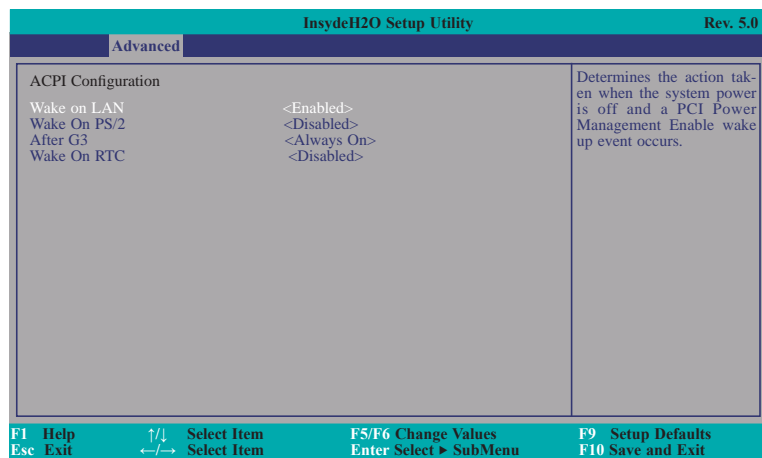 InsydeH2O Setup Utility Rev. 5.0
Advanced
ACPI Configuration
Wake on LAN <Enabled>
Wake On PS/2 <Disabled>
After G3 <Always On>
Wake On RTC <Disabled>
Determines the action tak-
en when the system power
is off and a PCI Power
Management Enable wake
up event occurs.
F1 Help ↑/↓ Select Item F5/F6 Change Values F9 Setup Defaults
Esc Exit ←/→ Select Item Enter Select ▶ SubMenu F10 Save and Exit